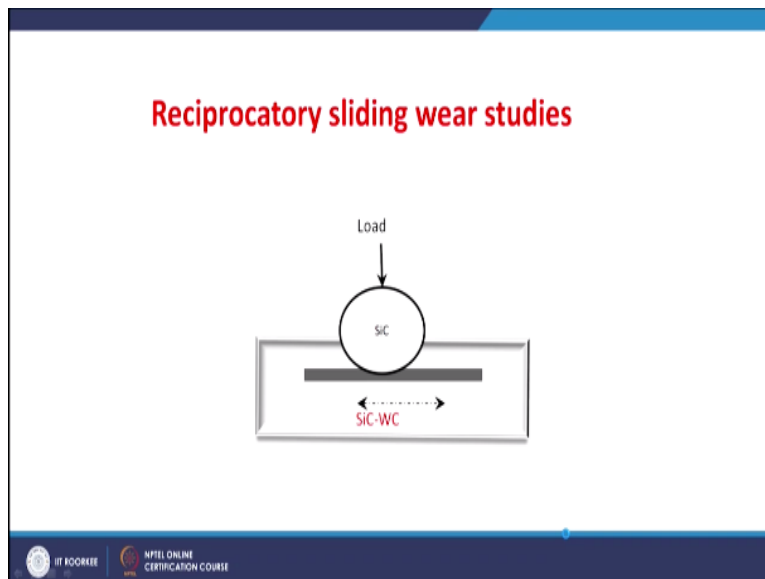 Reciprocatory sliding wear studies
Load
SiC
SiC-WC
IIT ROORKEE
NPTEL ONLINE
CERTIFICATION COURSE